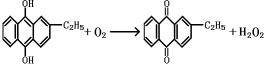 OH
C₂H₅ + O₂ ⟶
OH
O
C₂H₅ + H₂O₂
O